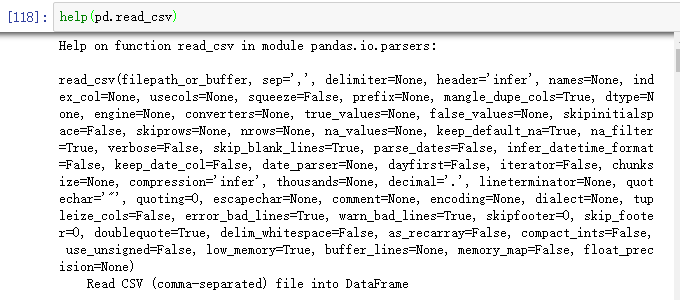 [118]: help(pd.read_csv)
Help on function read_csv in module pandas.io.parsers:
read_csv(filepath_or_buffer, sep=',', delimiter=None, header='infer', names=None, ind
ex_col=None, usecols=None, squeeze=False, prefix=None, mangle_dupe_cols=True, dtype=N
one, engine=None, converters=None, true_values=None, false_values=None, skipinitialsp
ace=False, skiprows=None, nrows=None, na_values=None, keep_default_na=True, na_filter
=True, verbose=False, skip_blank_lines=True, parse_dates=False, infer_datetime_format
=False, keep_date_col=False, date_parser=None, dayfirst=False, iterator=False, chunks
ize=None, compression='infer', thousands=None, decimal='.', lineterminator=None, quot
echar='"', quoting=0, escapechar=None, comment=None, encoding=None, dialect=None, tup
leize_cols=False, error_bad_lines=True, warn_bad_lines=True, skipfooter=0, skip_foote
r=0, doublequote=True, delim_whitespace=False, as_recarray=False, compact_ints=False,
use_unsigned=False, low_memory=True, buffer_lines=None, memory_map=False, float_prec
ision=None)
Read CSV (comma-separated) file into DataFrame